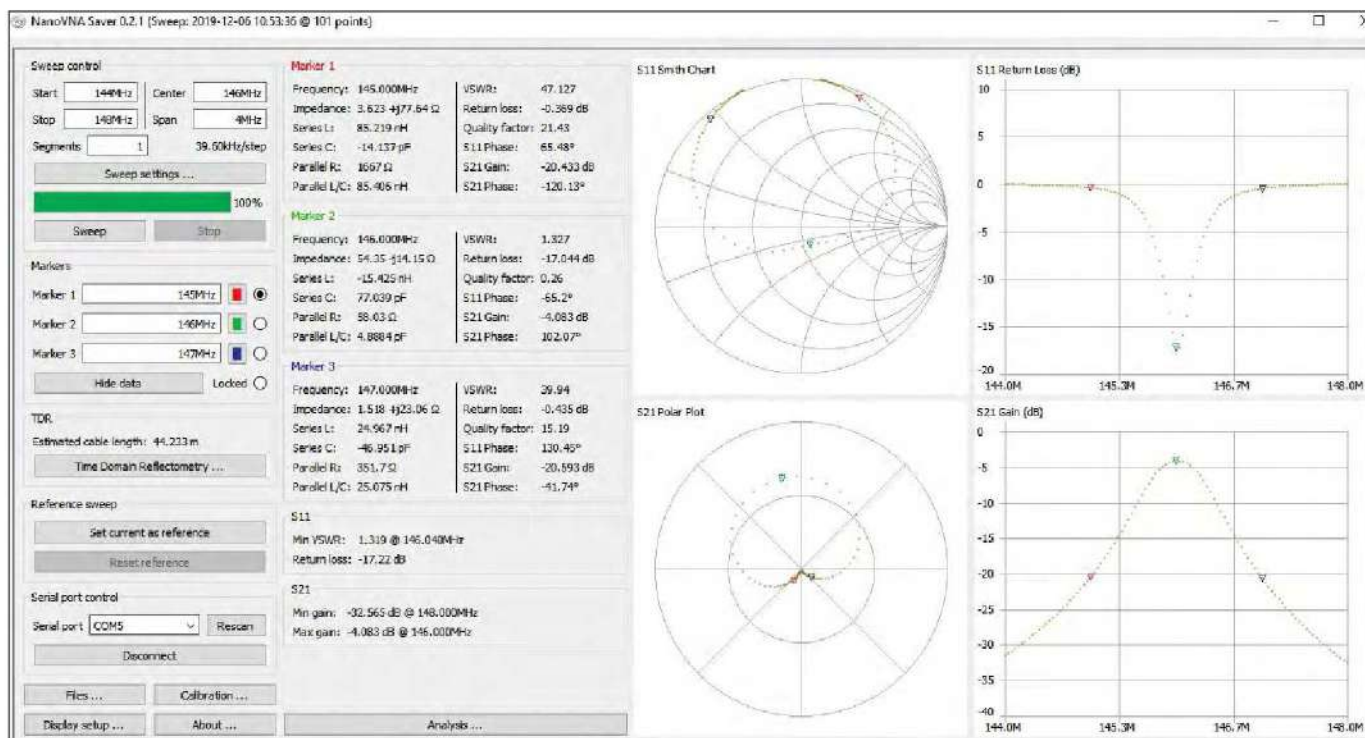 NanoVNA Saver 0.2.1 (Sweep: 2019-12-06 10:53:36 @ 101 points)
Sweep control
Start 144MHz Center 146MHz
Stop 148MHz Span 4MHz
Segments 1 39.60kHz/step
Sweep settings ...
100%
Sweep Stop
Markers
Marker 1 145MHz
Marker 2 146MHz
Marker 3 147MHz
Hide data Locked
TDR
Estimated cable length: 44.233 m
Time Domain Reflectometry ...
Reference sweep
Set current as reference
Reset reference
Serial port control
Serial port COM5 Rescan
Disconnect
Files ... Calibration ...
Display setup ... About ...
Marker 1
Frequency: 145.000MHz VSWR: 47.127
Impedance: 3.623 +j77.64 Ω Return loss: -0.369 dB
Series L: 85.219 nH Quality factor: 21.43
Series C: -14.137 pF S11 Phase: 65.48°
Parallel R: 1667 Ω S21 Gain: -20.433 dB
Parallel L/C: 85.406 nH S21 Phase: -120.13°
Marker 2
Frequency: 146.000MHz VSWR: 1.327
Impedance: 54.35 -j14.15 Ω Return loss: -17.044 dB
Series L: -15.425 nH Quality factor: 0.26
Series C: 77.039 pF S11 Phase: -65.2°
Parallel R: 58.03 Ω S21 Gain: -4.083 dB
Parallel L/C: 4.8884 pF S21 Phase: 102.07°
Marker 3
Frequency: 147.000MHz VSWR: 39.94
Impedance: 1.518 +j23.06 Ω Return loss: -0.435 dB
Series L: 24.967 nH Quality factor: 15.19
Series C: -46.951 pF S11 Phase: 130.45°
Parallel R: 351.7 Ω S21 Gain: -20.593 dB
Parallel L/C: 25.075 nH S21 Phase: -41.74°
S11
Min VSWR: 1.319 @ 146.040MHz
Return loss: -17.22 dB
S21
Min gain: -32.565 dB @ 148.000MHz
Max gain: -4.083 dB @ 146.000MHz
Analysis ...
S11 Smith Chart
S11 Return Loss (dB)
10
5
0
-5
-10
-15
-20
144.0M 145.3M 146.7M 148.0M
S21 Polar Plot
S21 Gain (dB)
0
-5
-10
-15
-20
-25
-30
-35
-40
144.0M 145.3M 146.7M 148.0M